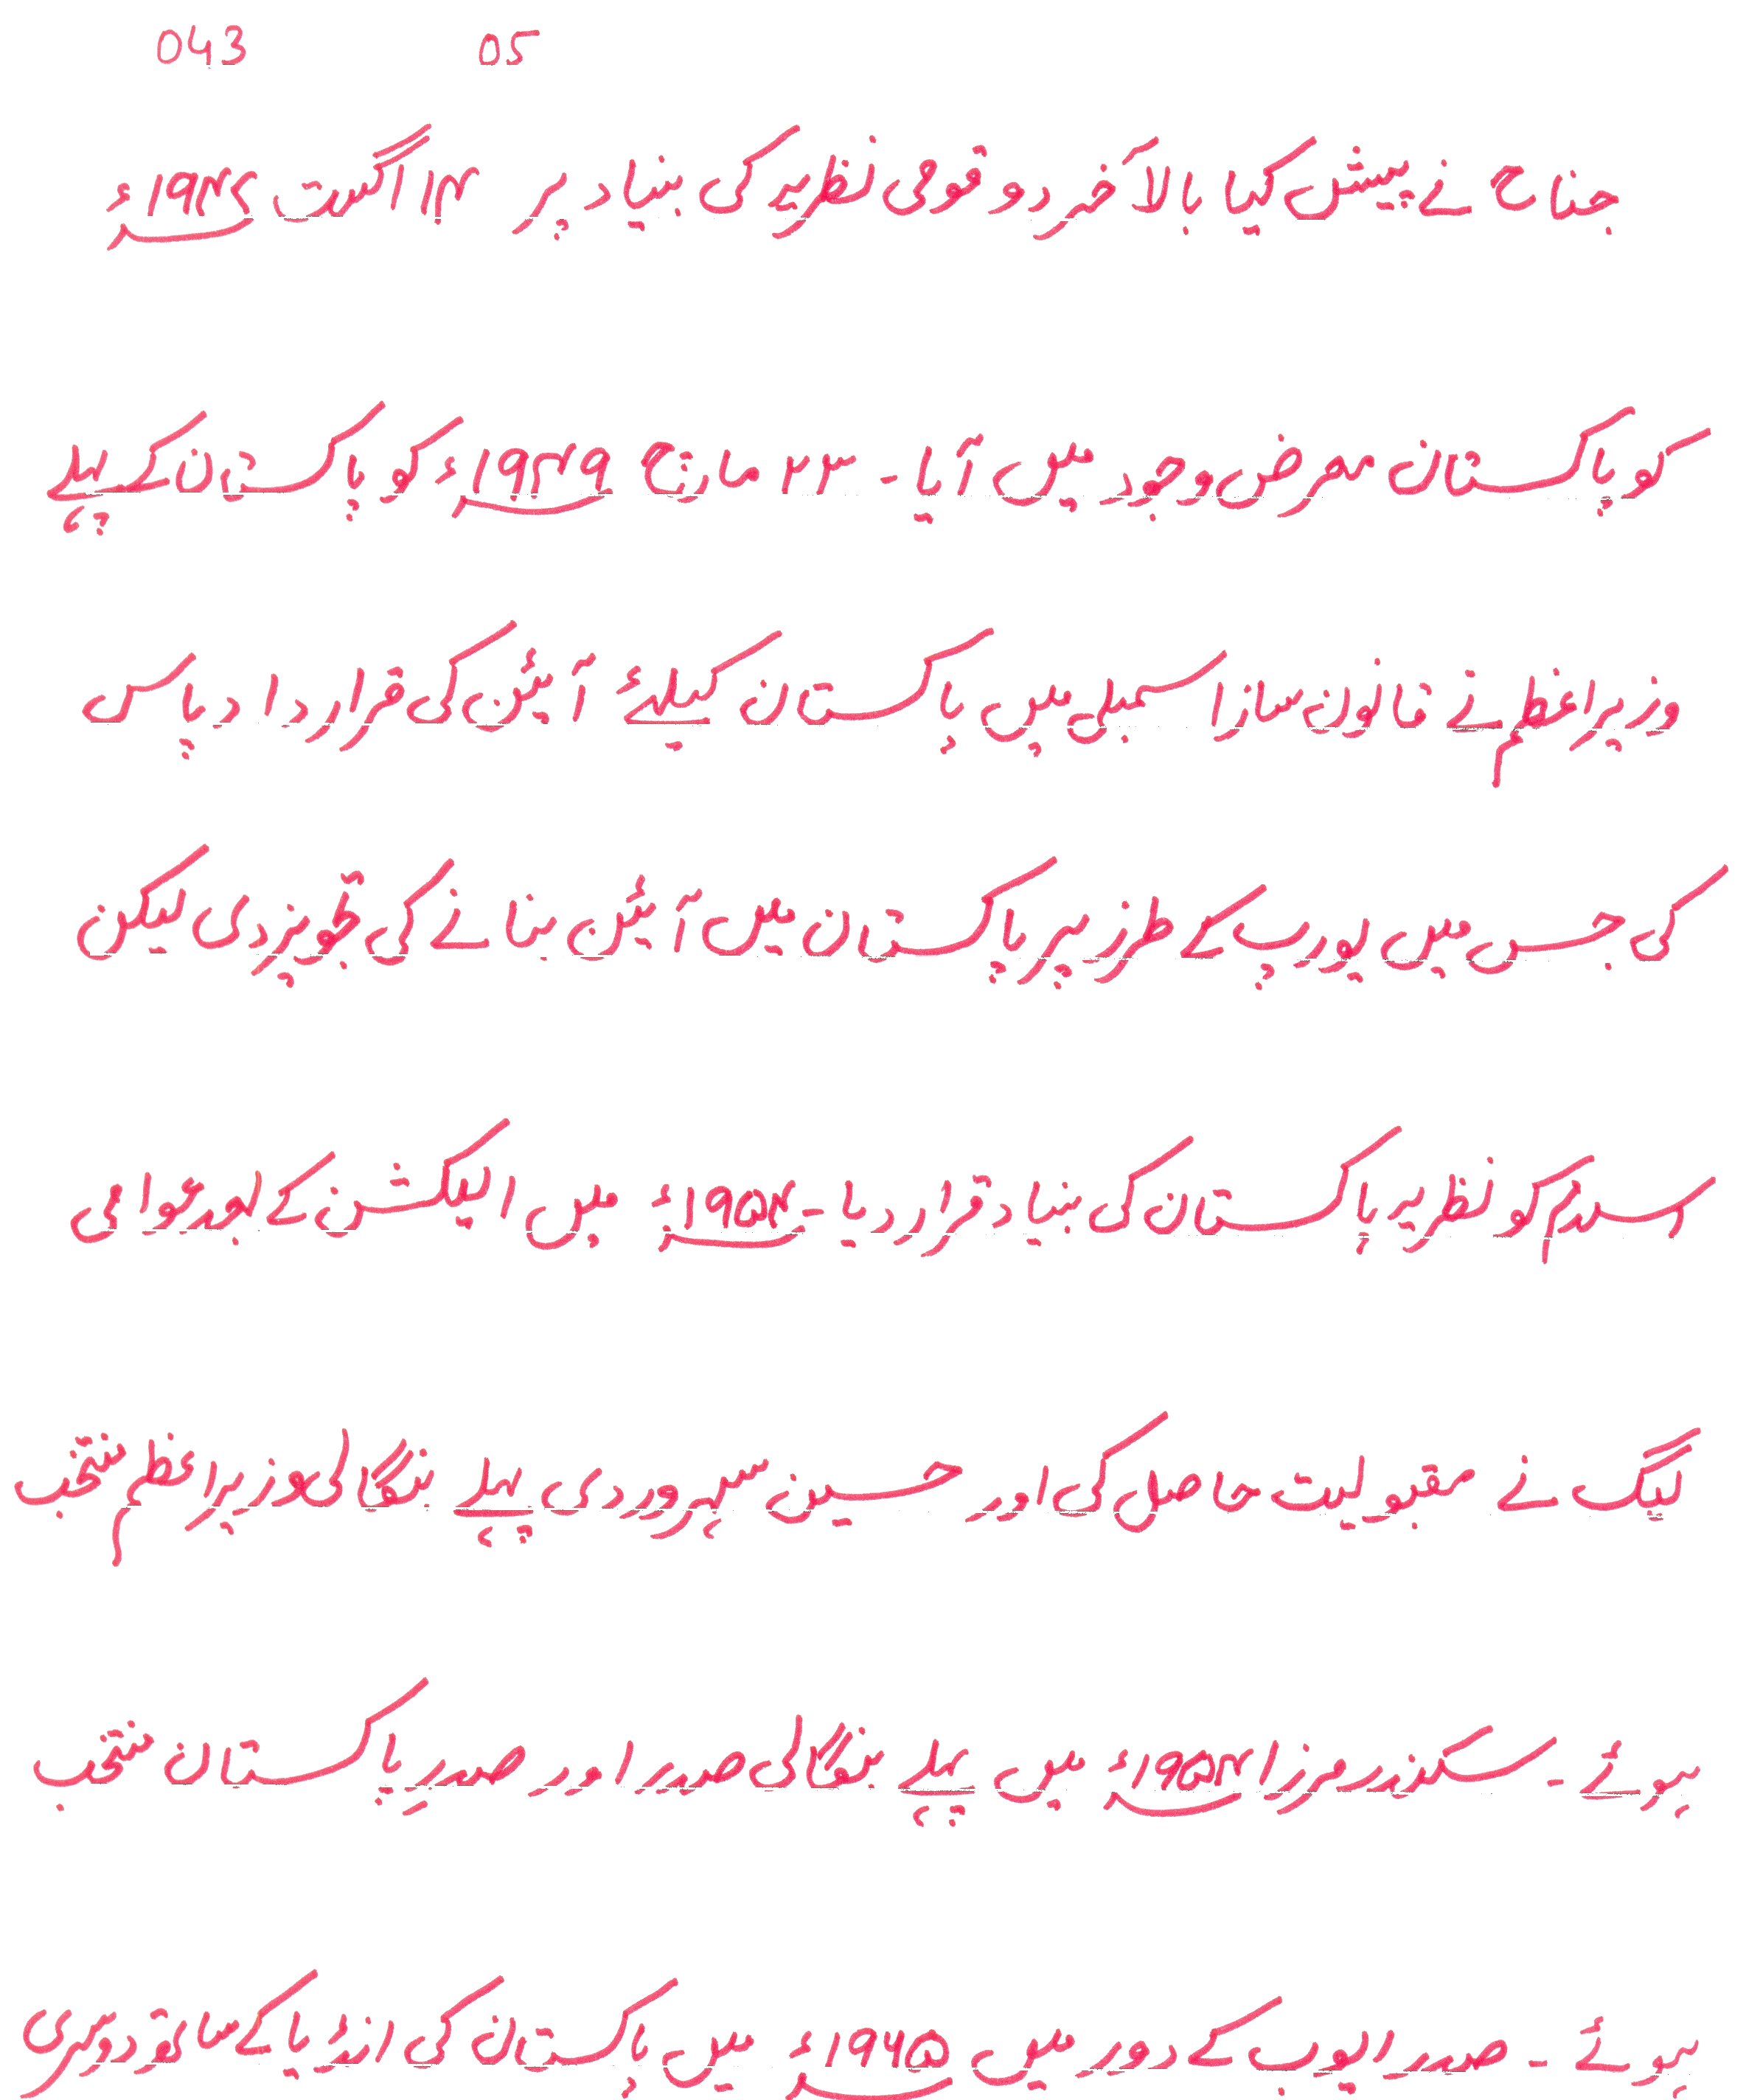 043 05
جناح نے پیش کیا بالآخر دو قومی نظریہ کی بنیاد پر ۱۴ اگست ۱۹۴۷ء
کو پاکستان معرض وجود میں آیا۔ ۲۳ مارچ ۱۹۴۹ء کو پاکستان کے پہلے
وزیراعظم نے قانون ساز اسمبلی میں پاکستان کیلئے آئین کی قرارداد پاس
کی جس میں یورپ کے طرز پر پاکستان میں آئین بنانے کی تجویز دی لیکن
اسلام کو نظریہ پاکستان کی بنیاد قرار دیا۔ ۱۹۵۴ء میں الیکشن کے بعد عوامی
لیگ نے مقبولیت حاصل کی اور حسین سہروردی پہلے بنگالی وزیراعظم منتخب
ہوئے۔ سکندر مرزا ۱۹۵۴ء میں پہلے بنگالی صدر اور صدر پاکستان منتخب
ہوئے۔ صدر ایوب کے دور میں ۱۹۶۵ء میں پاکستان کی انڈیا کے ساتھ دوسری